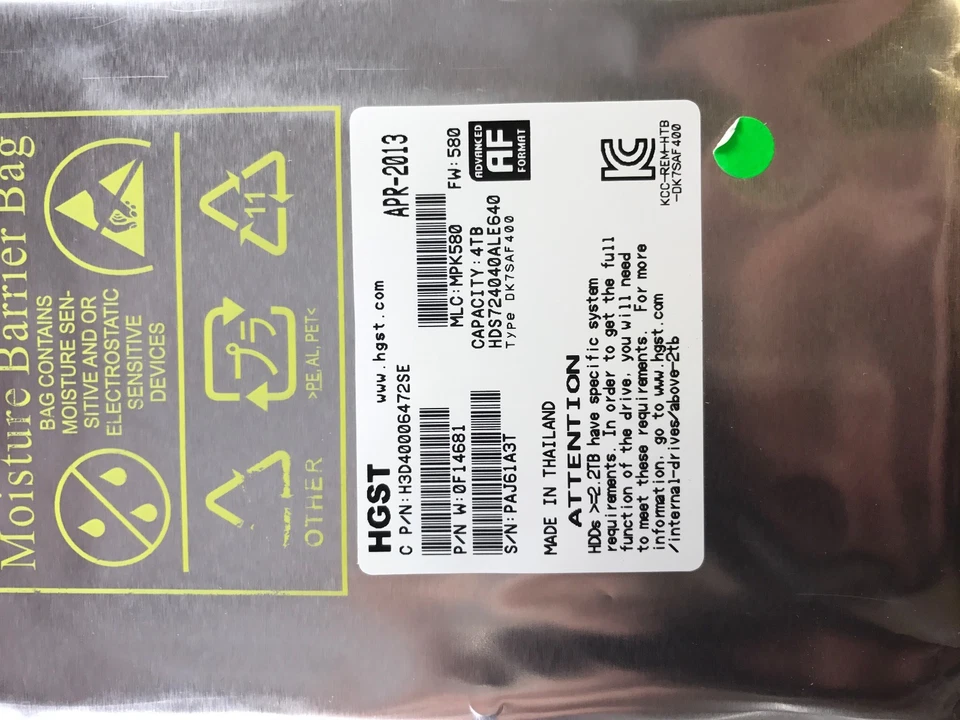 Moisture Barrier Bag
BAG CONTAINS
MOISTURE SEN-
SITIVE AND OR
ELECTROSTATIC
SENSITIVE
DEVICES
プラ
11
OTHER
>PE,AL,PET<
HGST
www.hgst.com
APR-2013
C P/N:H3D40006472SE
MLC:MPK580
FW:580
P/N W:0F14681
CAPACITY:4TB
HDS724040ALE640
Type DK7SAF400
ADVANCED
AF
FORMAT
S/N:PAJ61A3T
MADE IN THAILAND
ATTENTION
HDDs >=2.2TB have specific system
requirements. In order to get the full
function of the drive, you will need
to meet these requirements. For more
information, go to www.hgst.com
/internal-drives/above-2tb
KC
KCC-REM-HTB
-DK7SAF400